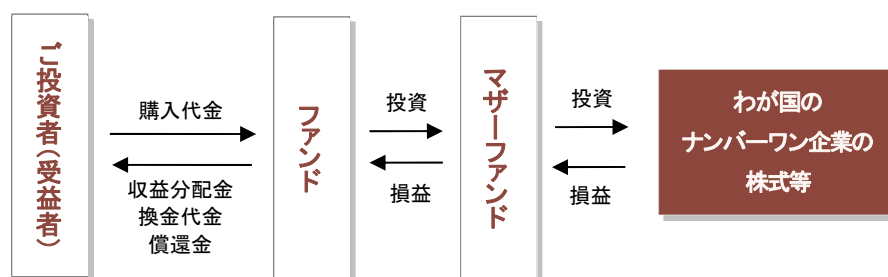 ご投資者(受益者)
購入代金
収益分配金
換金代金
償還金
ファンド
投資
損益
マザーファンド
投資
損益
わが国の
ナンバーワン企業の
株式等